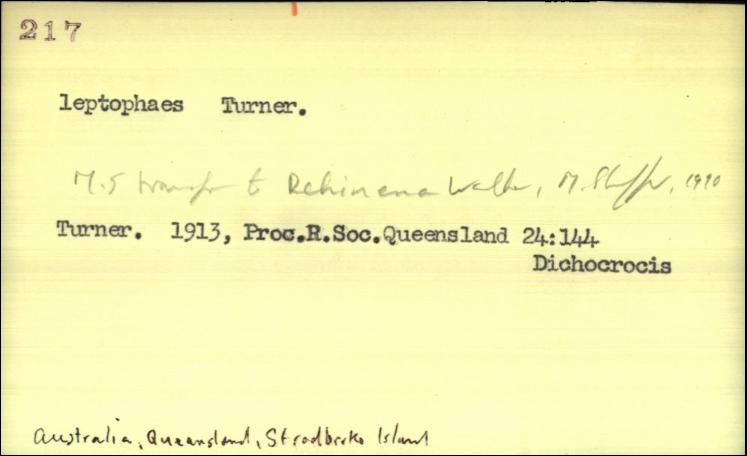 217
leptophaes Turner.
M.S transfer to Rehimena Walker, M. Shaffer, 1990
Turner. 1913, Proc.R.Soc.Queensland 24:144
Dichocrocis
Australia, Queensland, Stradbroke Island